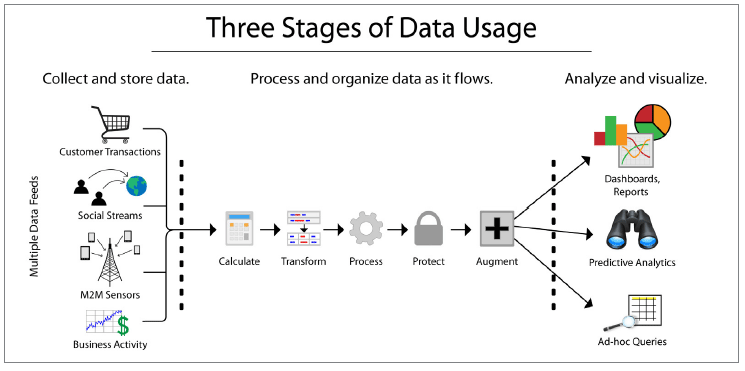 Three Stages of Data Usage
Collect and store data.
Process and organize data as it flows.
Analyze and visualize.
Multiple Data Feeds
Customer Transactions
Social Streams
M2M Sensors
Business Activity
$
Calculate
Transform
Process
Protect
Augment
Dashboards,
Reports
Predictive Analytics
Ad-hoc Queries